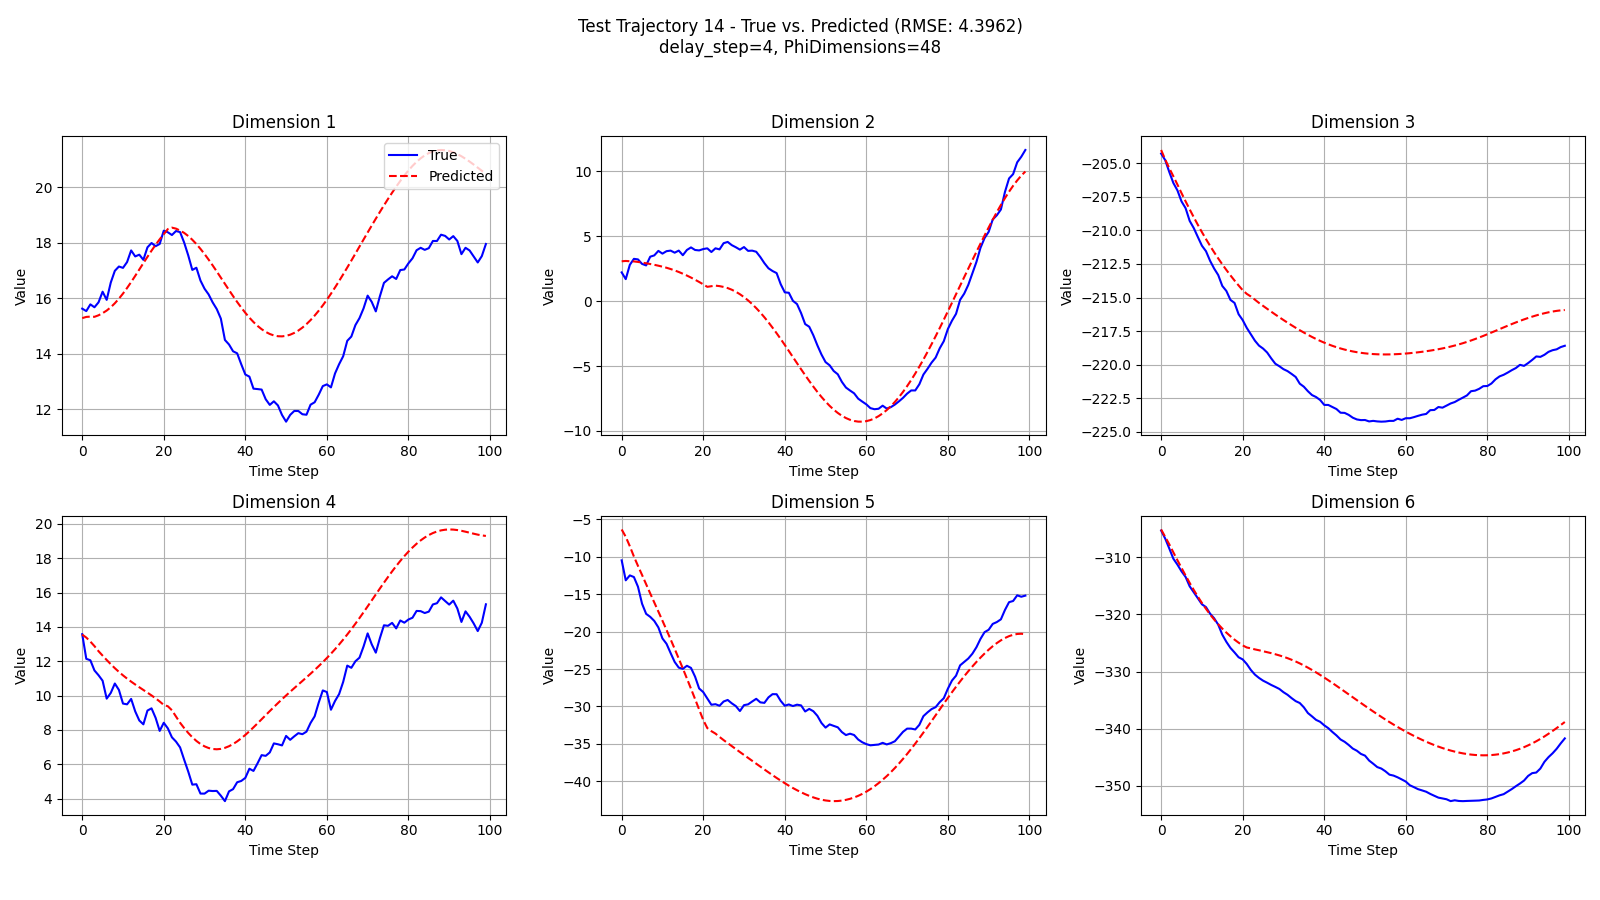 Test Trajectory 14 - True vs. Predicted (RMSE: 4.3962)
delay_step=4, PhiDimensions=48
Dimension 1
Value
20
18
16
14
12
0 20 40 60 80 100
Time Step
True
Predicted
Dimension 2
Value
10
5
0
−5
−10
0 20 40 60 80 100
Time Step
Dimension 3
Value
−205.0
−207.5
−210.0
−212.5
−215.0
−217.5
−220.0
−222.5
−225.0
0 20 40 60 80 100
Time Step
Dimension 4
Value
20
18
16
14
12
10
8
6
4
0 20 40 60 80 100
Time Step
Dimension 5
Value
−5
−10
−15
−20
−25
−30
−35
−40
0 20 40 60 80 100
Time Step
Dimension 6
Value
−310
−320
−330
−340
−350
0 20 40 60 80 100
Time Step